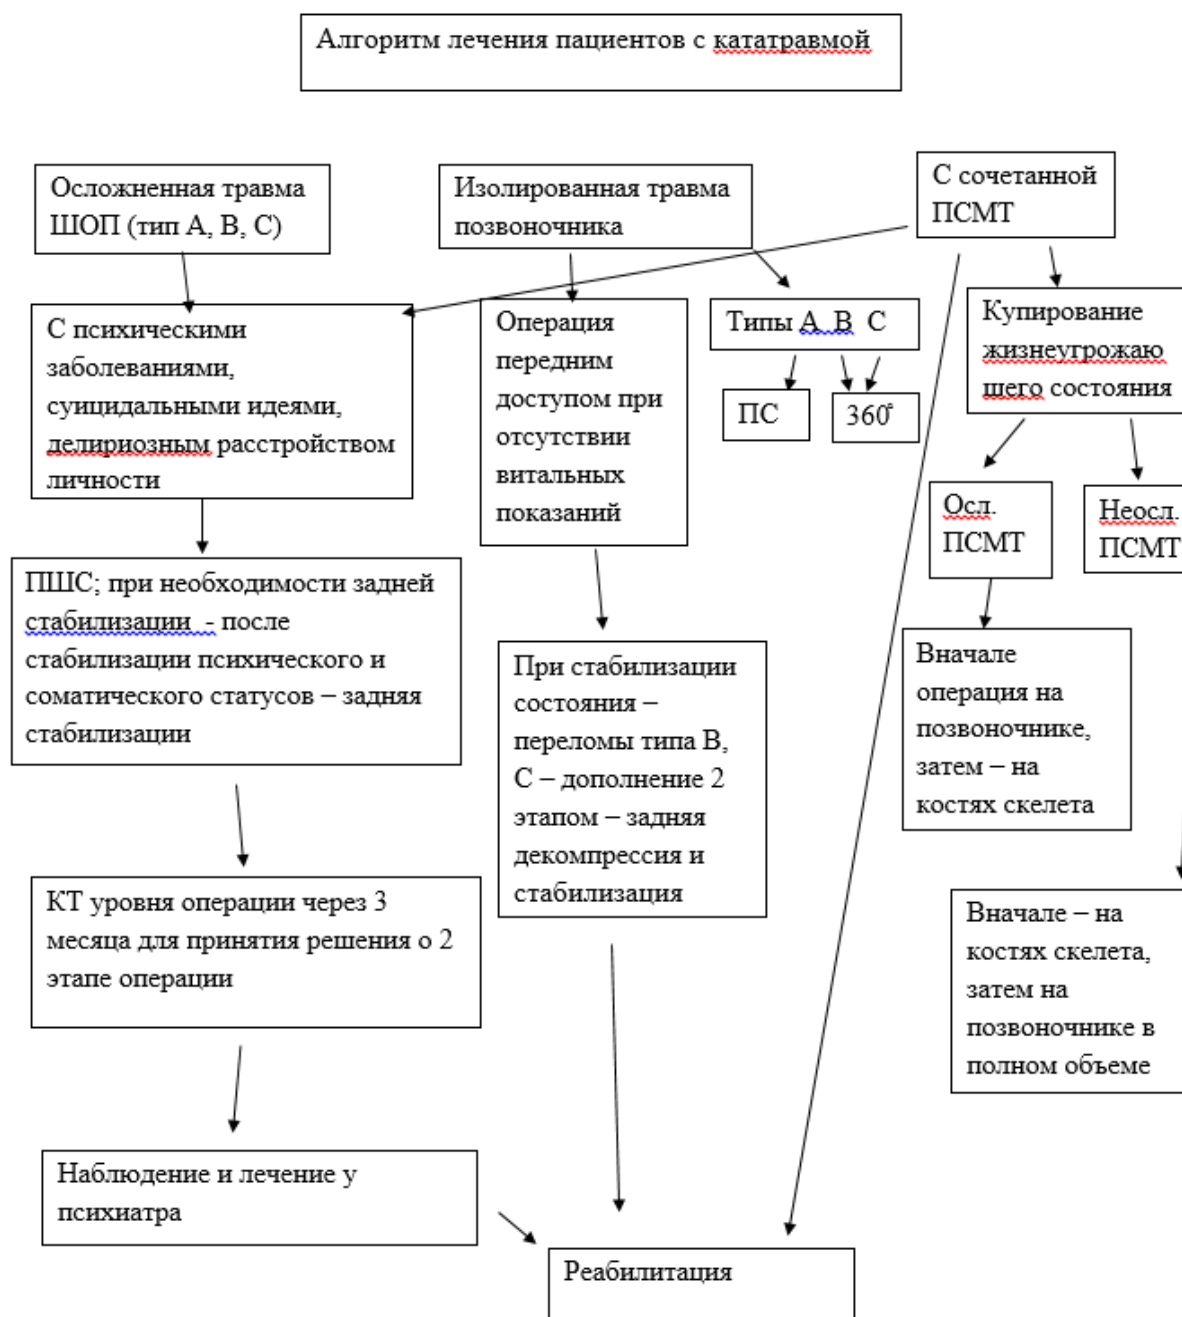 Алгоритм лечения пациентов с кататравмой
Осложненная травма
ШОП (тип А, В, С)
Изолированная травма
позвоночника
С сочетанной
ПСМТ
С психическими
заболеваниями,
суицидальными идеями,
делириозным расстройством
личности
Операция
передним
доступом при
отсутствии
витальных
показаний
Типы А В С
ПС
360°
Купирование
жизнеугрожаю
щего состояния
Осл.
ПСМТ
Неосл.
ПСМТ
ПШС; при необходимости задней
стабилизации - после
стабилизации психического и
соматического статусов – задняя
стабилизации
При стабилизации
состояния –
переломы типа В,
С – дополнение 2
этапом – задняя
декомпрессия и
стабилизация
Вначале
операция на
позвоночнике,
затем – на
костях скелета
КТ уровня операции через 3
месяца для принятия решения о 2
этапе операции
Вначале – на
костях скелета,
затем на
позвоночнике в
полном объеме
Наблюдение и лечение у
психиатра
Реабилитация